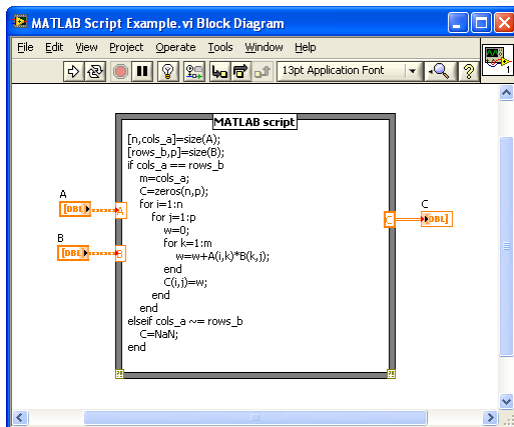 MATLAB Script Example.vi Block Diagram
File Edit View Project Operate Tools Window Help
13pt Application Font
1
MATLAB script
[n,cols_a]=size(A);
[rows_b,p]=size(B);
if cols_a == rows_b
m=cols_a;
C=zeros(n,p);
for i=1:n
for j=1:p
w=0;
for k=1:m
w=w+A(i,k)*B(k,j);
end
C(i,j)=w;
end
end
elseif cols_a ~= rows_b
C=NaN;
end
A
[DBL]
A
B
[DBL]
B
C
C
[DBL]